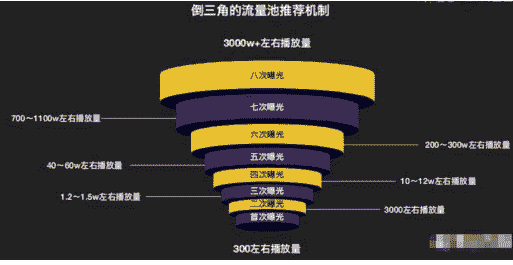 倒三角的流量池推荐机制
3000w+左右播放量
八次曝光
七次曝光
700~1100w左右播放量
六次曝光
200~300w左右播放量
五次曝光
40~60w左右播放量
四次曝光
10~12w左右播放量
三次曝光
1.2~1.5w左右播放量
二次曝光
3000左右播放量
首次曝光
300左右播放量